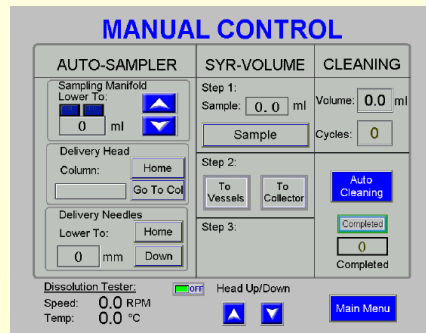 MANUAL CONTROL
AUTO-SAMPLER
Sampling Manifold
Lower To:
0 ml
Delivery Head
Column:
Home
Go To Col
Delivery Needles
Lower To:
Home
0 mm
Down
SYR-VOLUME
Step 1:
Sample: 0.0 ml
Sample
Step 2:
To Vessels
To Collector
Step 3:
CLEANING
Volume: 0.0 ml
Cycles: 0
Auto
Cleaning
Completed
0
Completed
Dissolution Tester:
OFF
Speed: 0.0 RPM
Temp: 0.0 °C
Head Up/Down
Main Menu